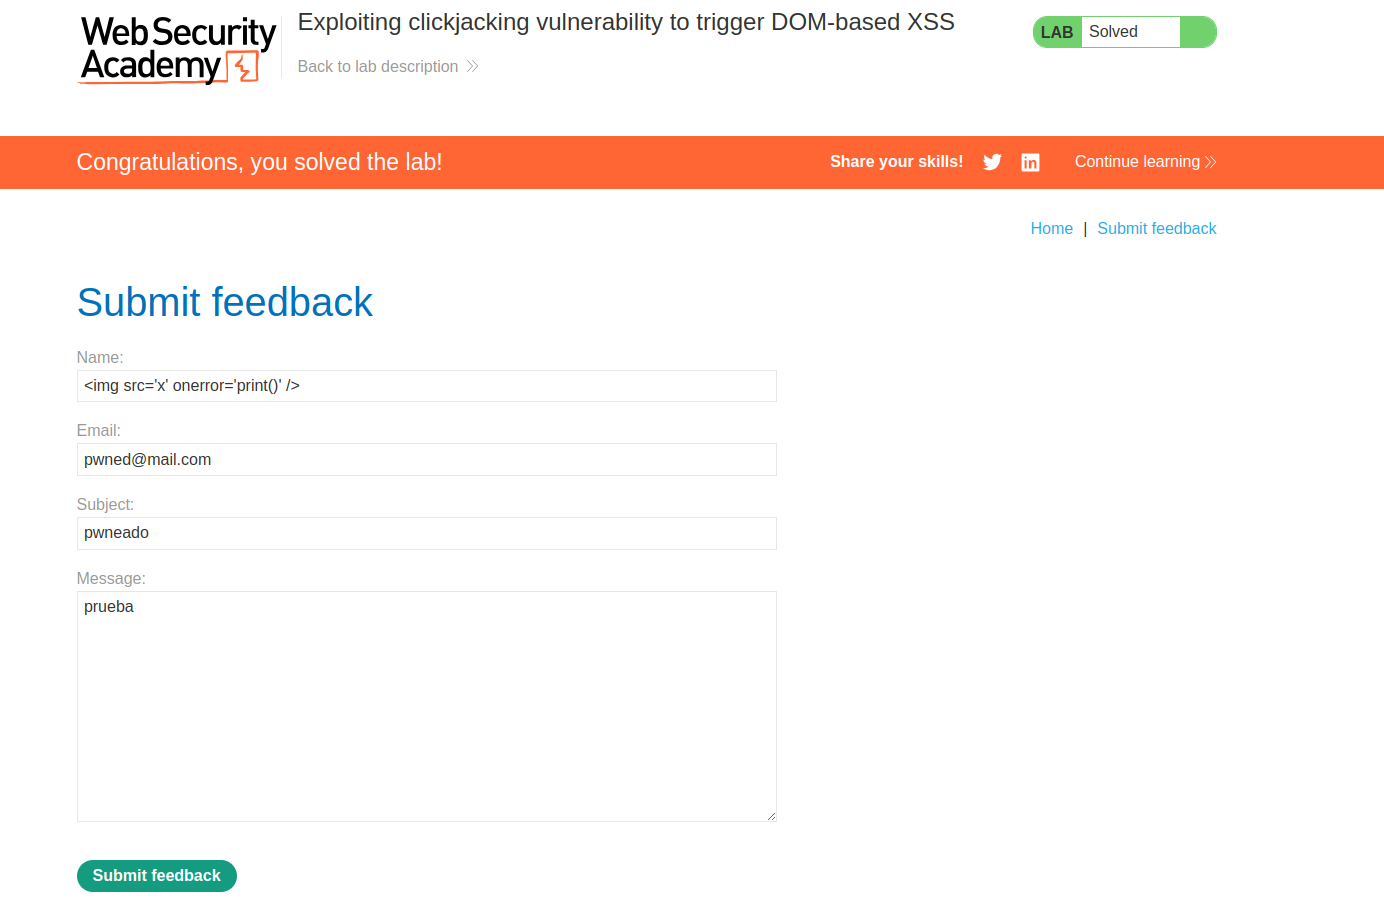 Web Security
Academy
Exploiting clickjacking vulnerability to trigger DOM-based XSS
Back to lab description
LAB Solved
Congratulations, you solved the lab!
Share your skills!
Continue learning
Home | Submit feedback
Submit feedback
Name:
<img src='x' onerror='print()' />
Email:
pwned@mail.com
Subject:
pwneado
Message:
prueba
Submit feedback